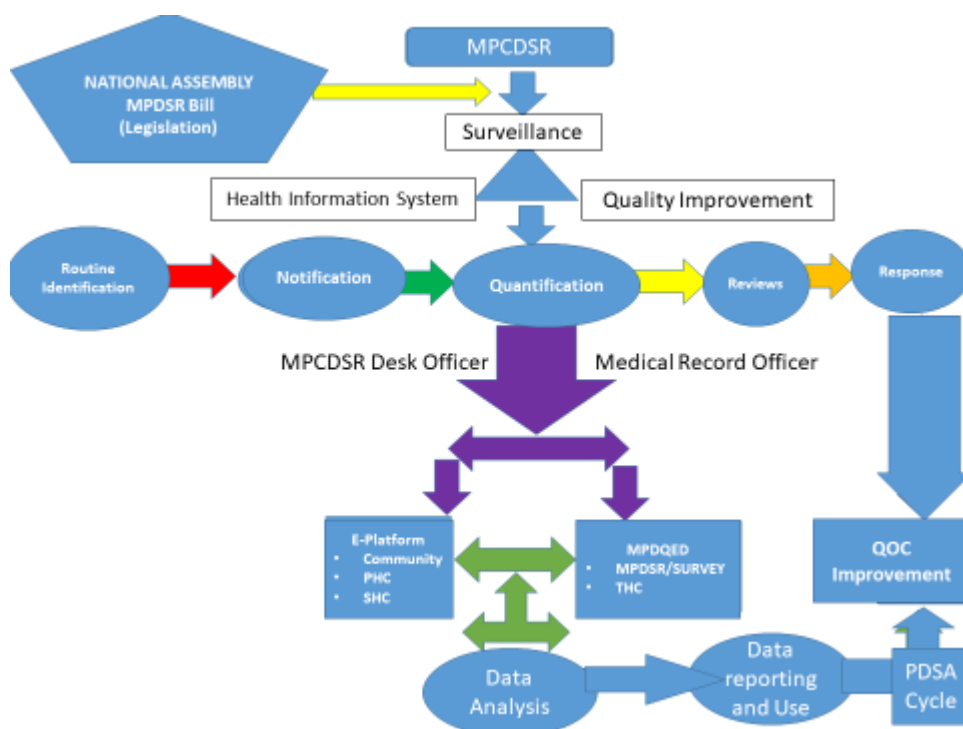 MPCDSR
NATIONAL ASSEMBLY
MPDSR Bill
(Legislation)
Surveillance
Health Information System
Quality Improvement
Routine
Identification
Notification
Quantification
Reviews
Response
MPCDSR Desk Officer
Medical Record Officer
E-Platform
• Community
• PHC
• SHC
MPDQED
• MPDSR/SURVEY
• THC
QOC
Improvement
Data
Analysis
Data
reporting
and Use
PDSA
Cycle